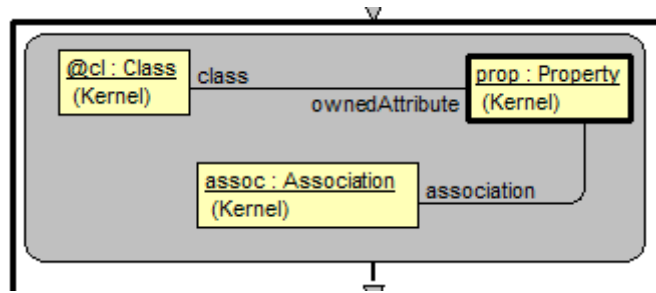 @cl : Class
(Kernel)
class
ownedAttribute
prop : Property
(Kernel)
assoc : Association
(Kernel)
association